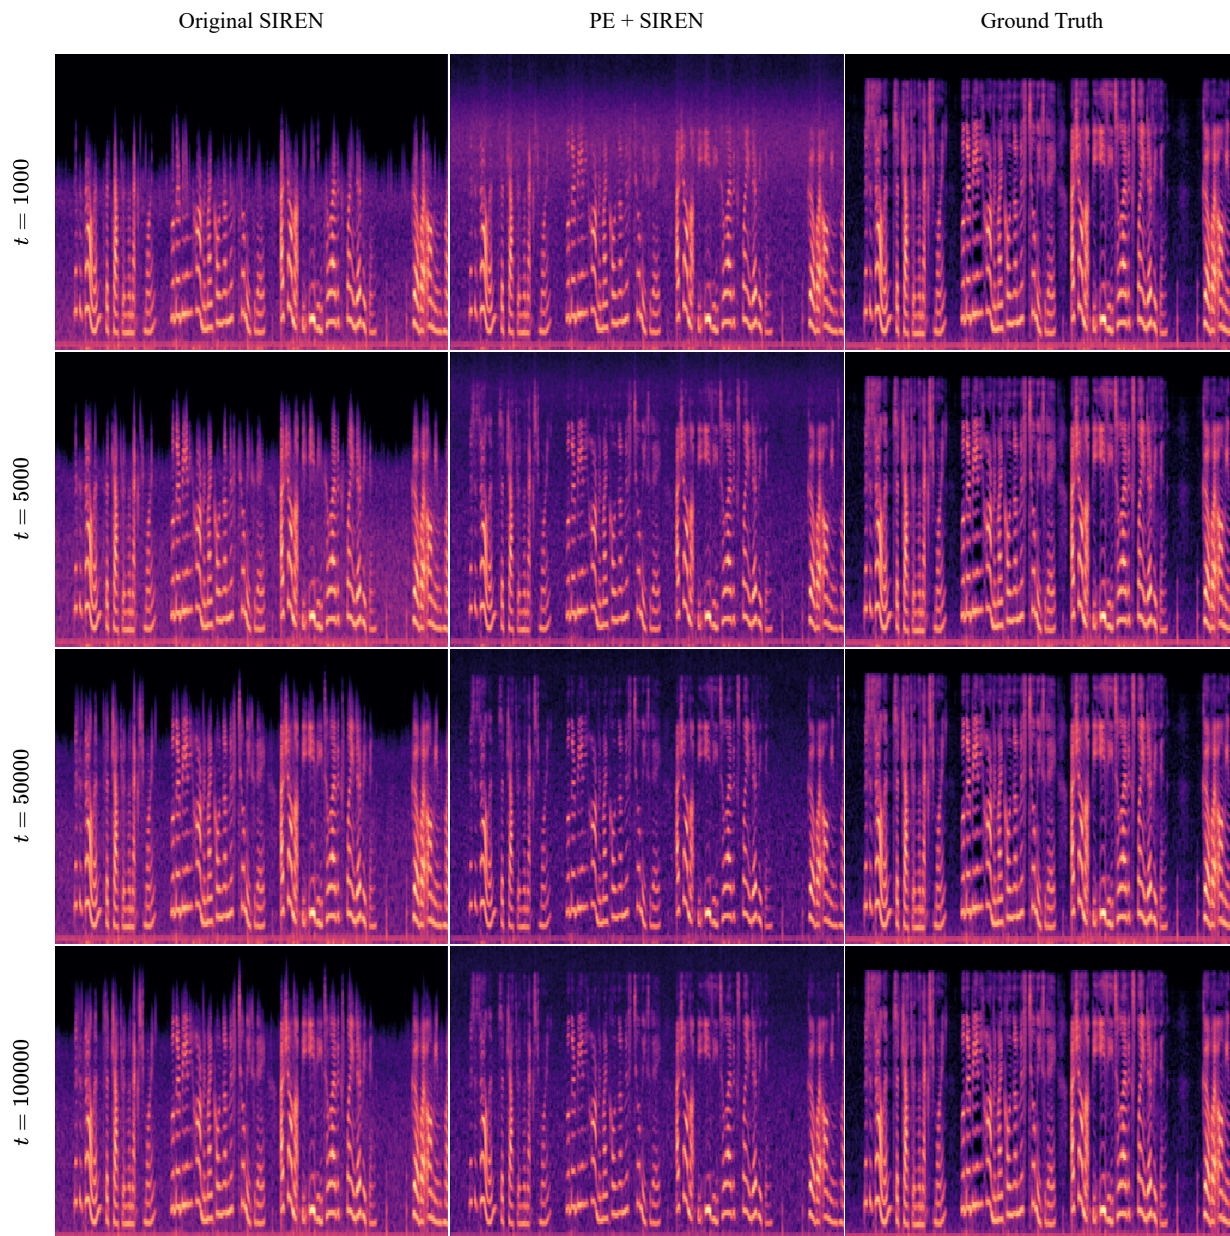 Original SIREN PE + SIREN Ground Truth
t = 1000
t = 5000
t = 50000
t = 100000